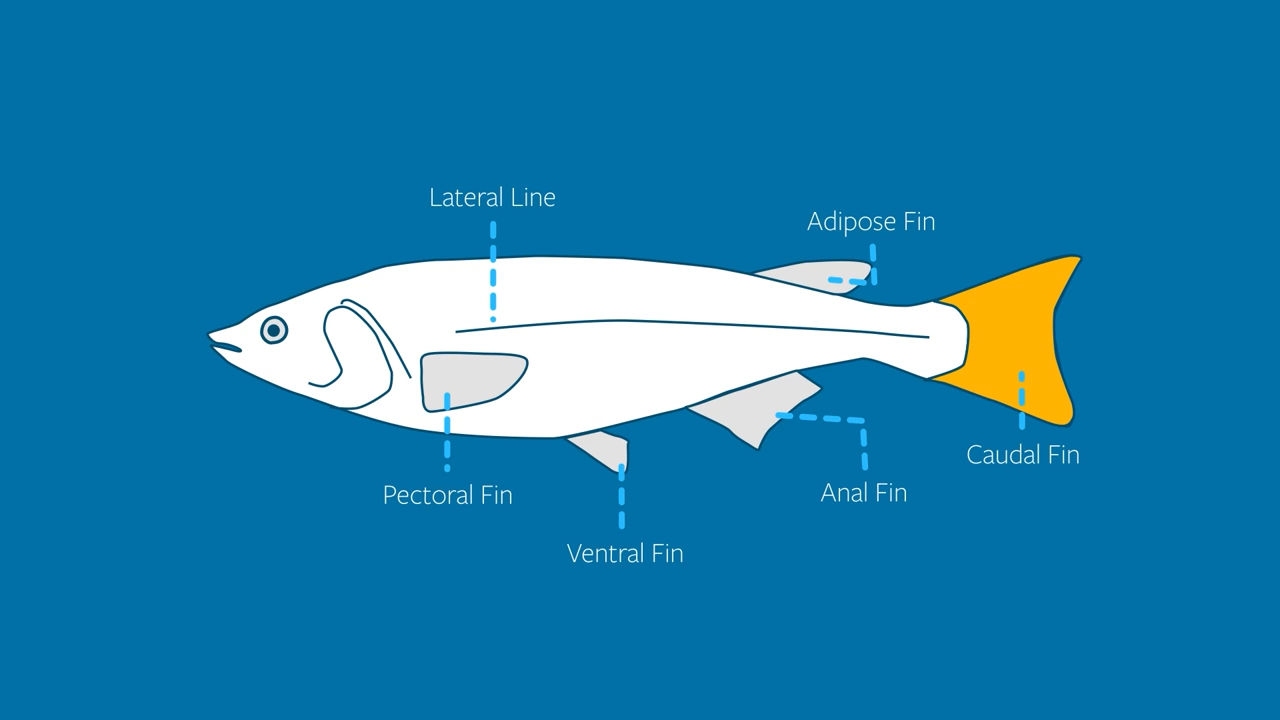 Lateral Line
Adipose Fin
Caudal Fin
Pectoral Fin
Anal Fin
Ventral Fin